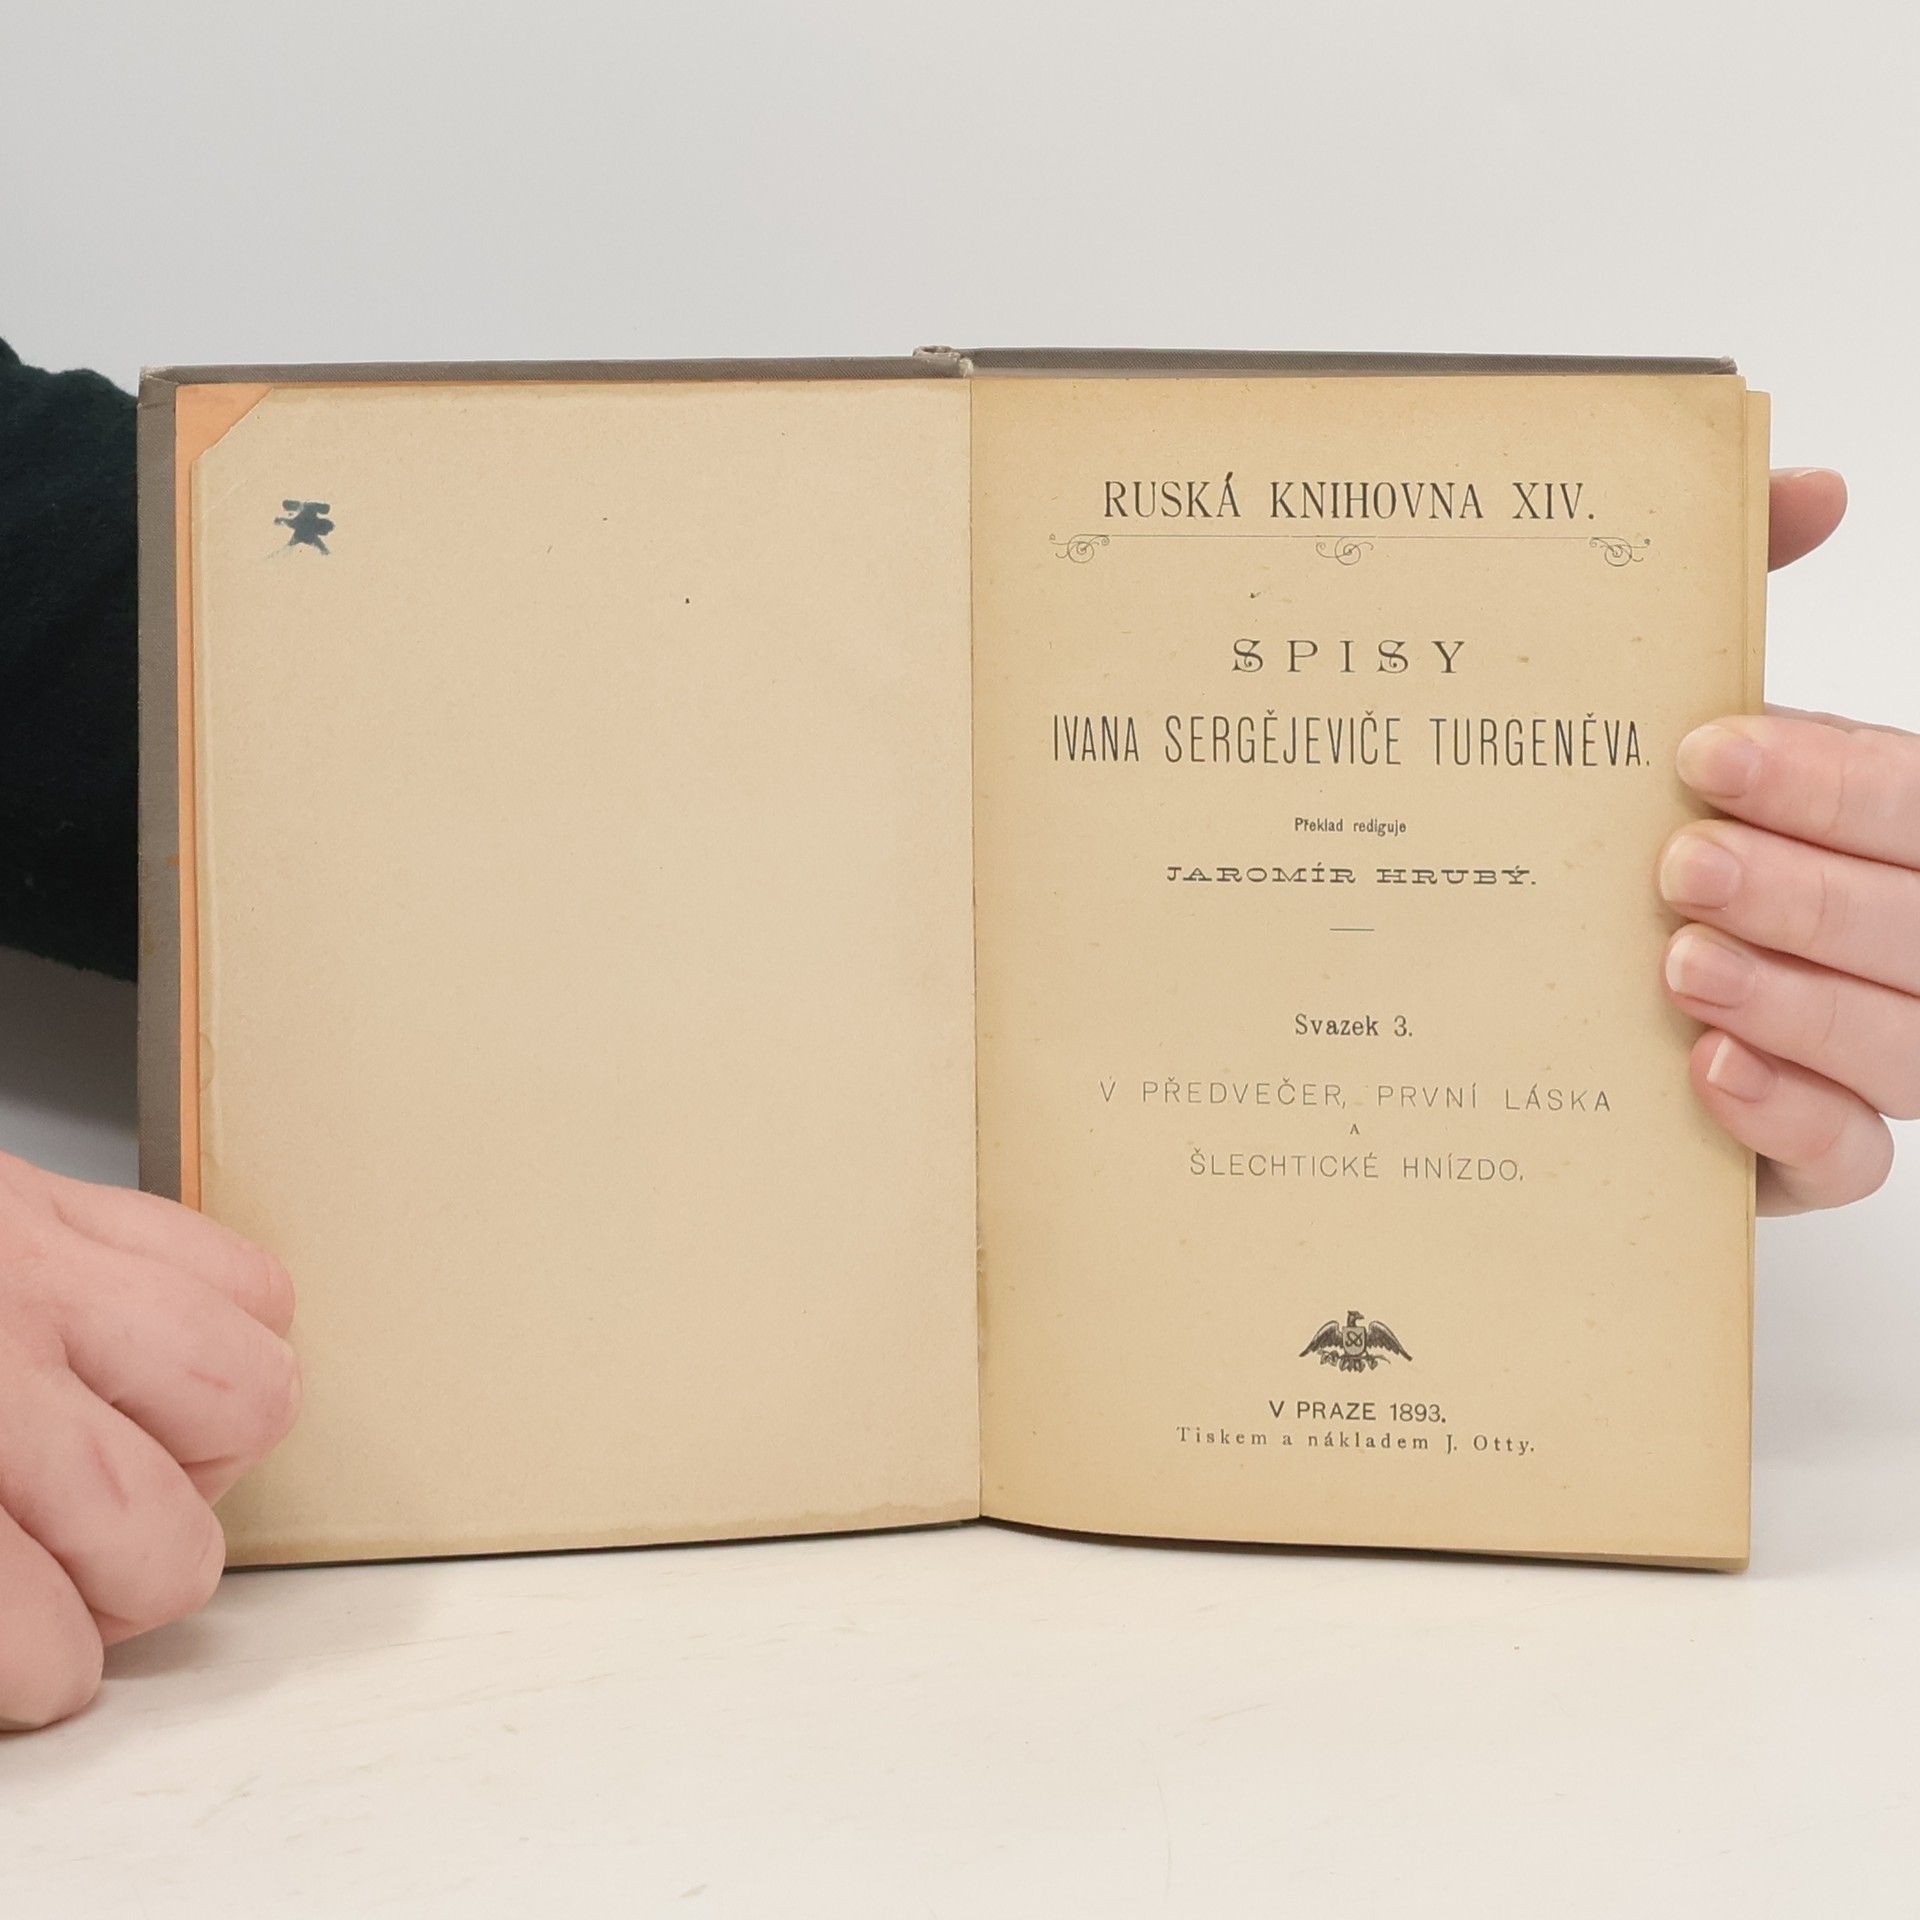 RUSKÁ KNIHOVNA XIV.
SPISY
IVANA SERGĚJEVIČE TURGENĚVA.
Překlad rediguje
JAROMÍR HRUBÝ.
Svazek 3.
V PŘEDVEČER, PRVNÍ LÁSKA
A
ŠLECHTICKÉ HNÍZDO.
V PRAZE 1893.
Tiskem a nákladem J. Otty.